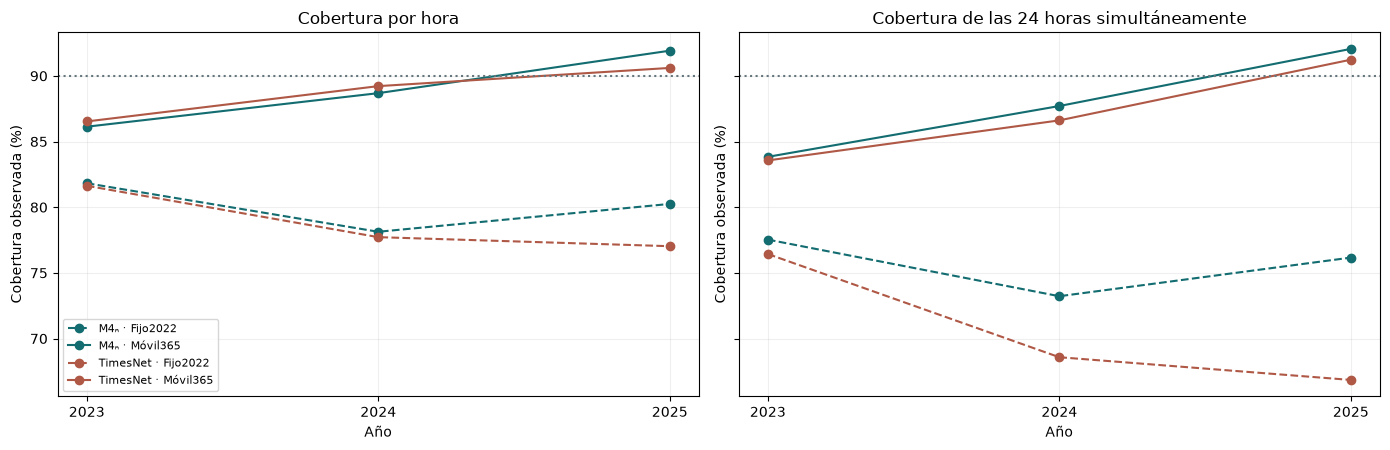 Cobertura por hora
Cobertura observada (%)
90
85
80
75
70
M4ₙ · Fijo2022
M4ₙ · Móvil365
TimesNet · Fijo2022
TimesNet · Móvil365
2023
2024
2025
Año
Cobertura de las 24 horas simultáneamente
Cobertura observada (%)
2023
2024
2025
Año